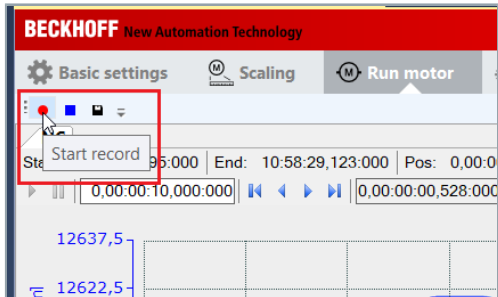 BECKHOFF New Automation Technology
Basic settings Scaling Run motor
Start record
95:000 End: 10:58:29,123:000 Pos: 0,00:0
0,00:00:10,000:000 0,00:00:00,528:000
12637,5
12622,5